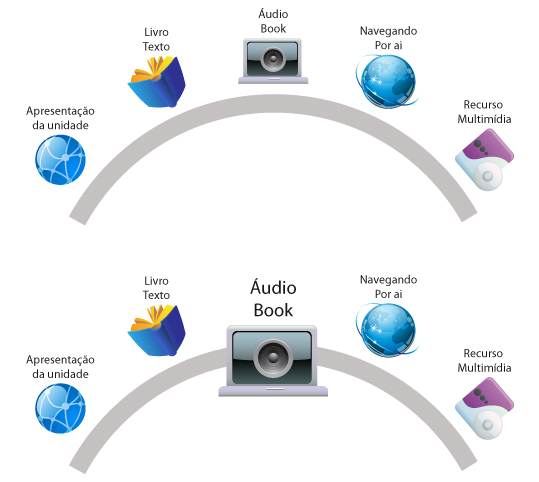 Apresentação
da unidade
Livro
Texto
Áudio
Book
Navegando
Por ai
Recurso
Multimídia
Apresentação
da unidade
Livro
Texto
Áudio
Book
Navegando
Por ai
Recurso
Multimídia